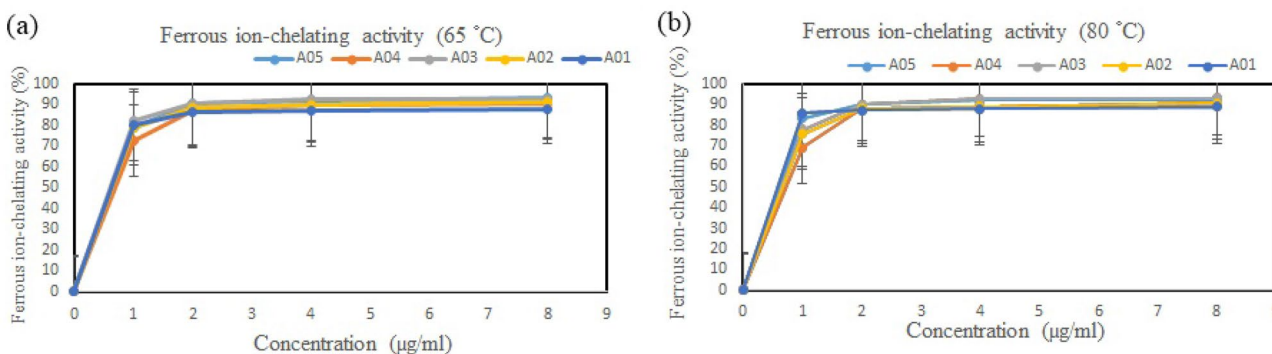 (a)
Ferrous ion-chelating activity (65 ˚C)
A05 A04 A03 A02 A01
Ferrous ion-chelating activity (%)
100
90
80
70
60
50
40
30
20
10
0
0 1 2 3 4 5 6 7 8 9
Concentration (µg/ml)
(b)
Ferrous ion-chelating activity (80 ˚C)
A05 A04 A03 A02 A01
Ferrous ion-chelating activity (%)
100
90
80
70
60
50
40
30
20
10
0
0 1 2 3 4 5 6 7 8
Concentration (µg/ml)